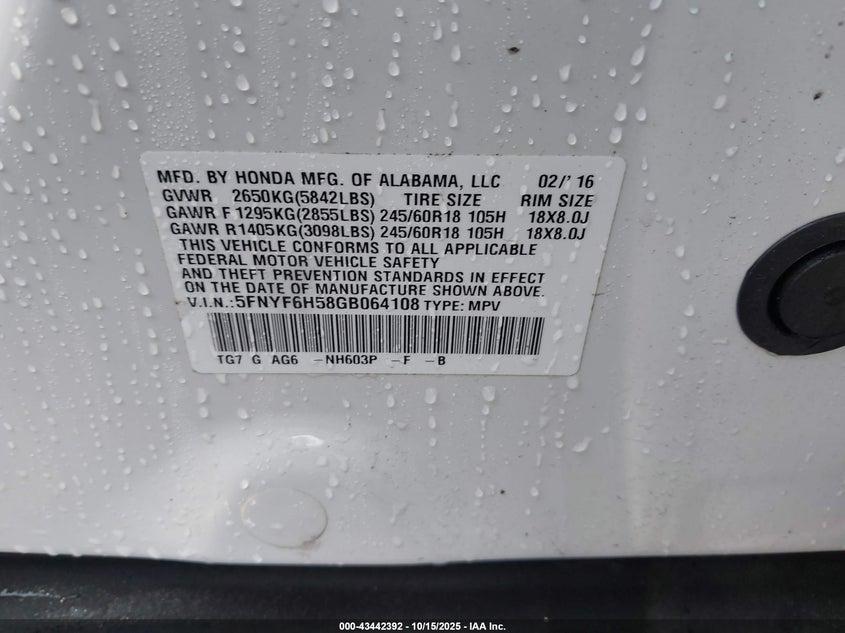 MFD. BY HONDA MFG. OF ALABAMA, LLC 02/' 16
GVWR 2650KG(5842LBS) TIRE SIZE RIM SIZE
GAWR F 1295KG(2855LBS) 245/60R18 105H 18X8.0J
GAWR R1405KG(3098LBS) 245/60R18 105H 18X8.0J
THIS VEHICLE CONFORMS TO ALL APPLICABLE
FEDERAL MOTOR VEHICLE SAFETY
AND THEFT PREVENTION STANDARDS IN EFFECT
ON THE DATE OF MANUFACTURE SHOWN ABOVE.
V.I.N.:5FNYF6H58GB064108 TYPE: MPV
TG7 G AG6 -NH603P -F -B
000-43442392 - 10/15/2025 - IAA Inc.